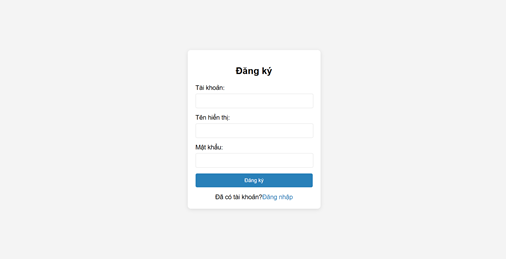 Đăng ký
Tài khoản:
Tên hiển thị:
Mật khẩu:
Đăng ký
Đã có tài khoản?Đăng nhập